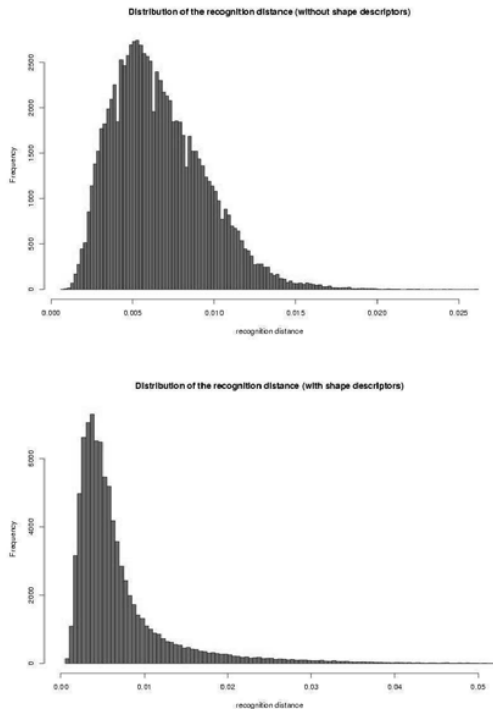 Distribution of the recognition distance (without shape descriptors)
Frequency
2500
2000
1500
1000
500
0
0.000 0.005 0.010 0.015 0.020 0.025
recognition distance
Distribution of the recognition distance (with shape descriptors)
Frequency
6000
4000
2000
0
0.00 0.01 0.02 0.03 0.04 0.05
recognition distance